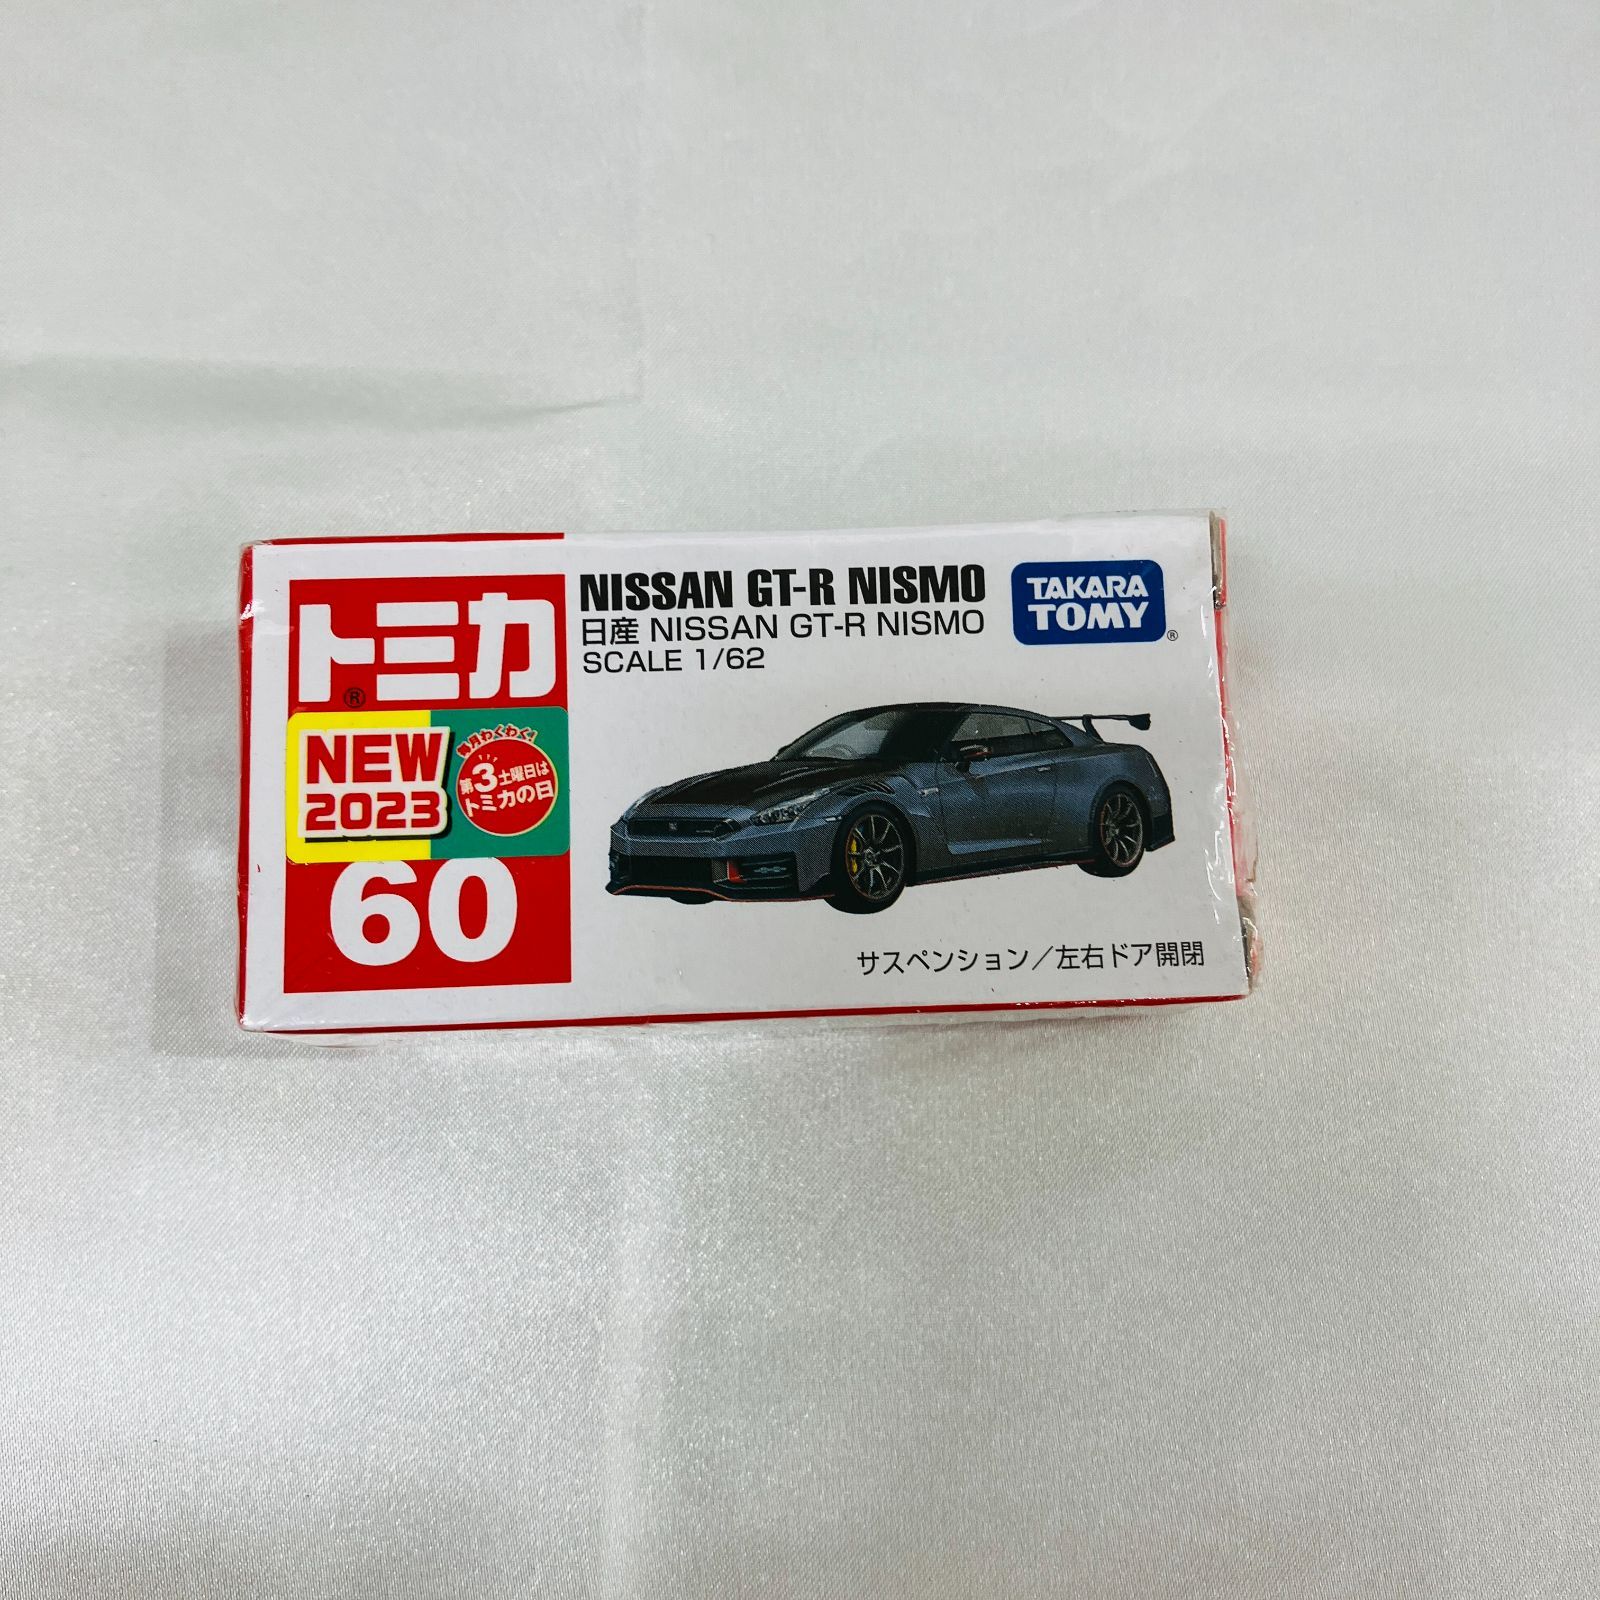 トミカ®
NEW
2023
毎月わくわく!
第3土曜日は
トミカの日
60
NISSAN GT-R NISMO
日産 NISSAN GT-R NISMO
SCALE 1/62
TAKARA
TOMY®
サスペンション/左右ドア開閉